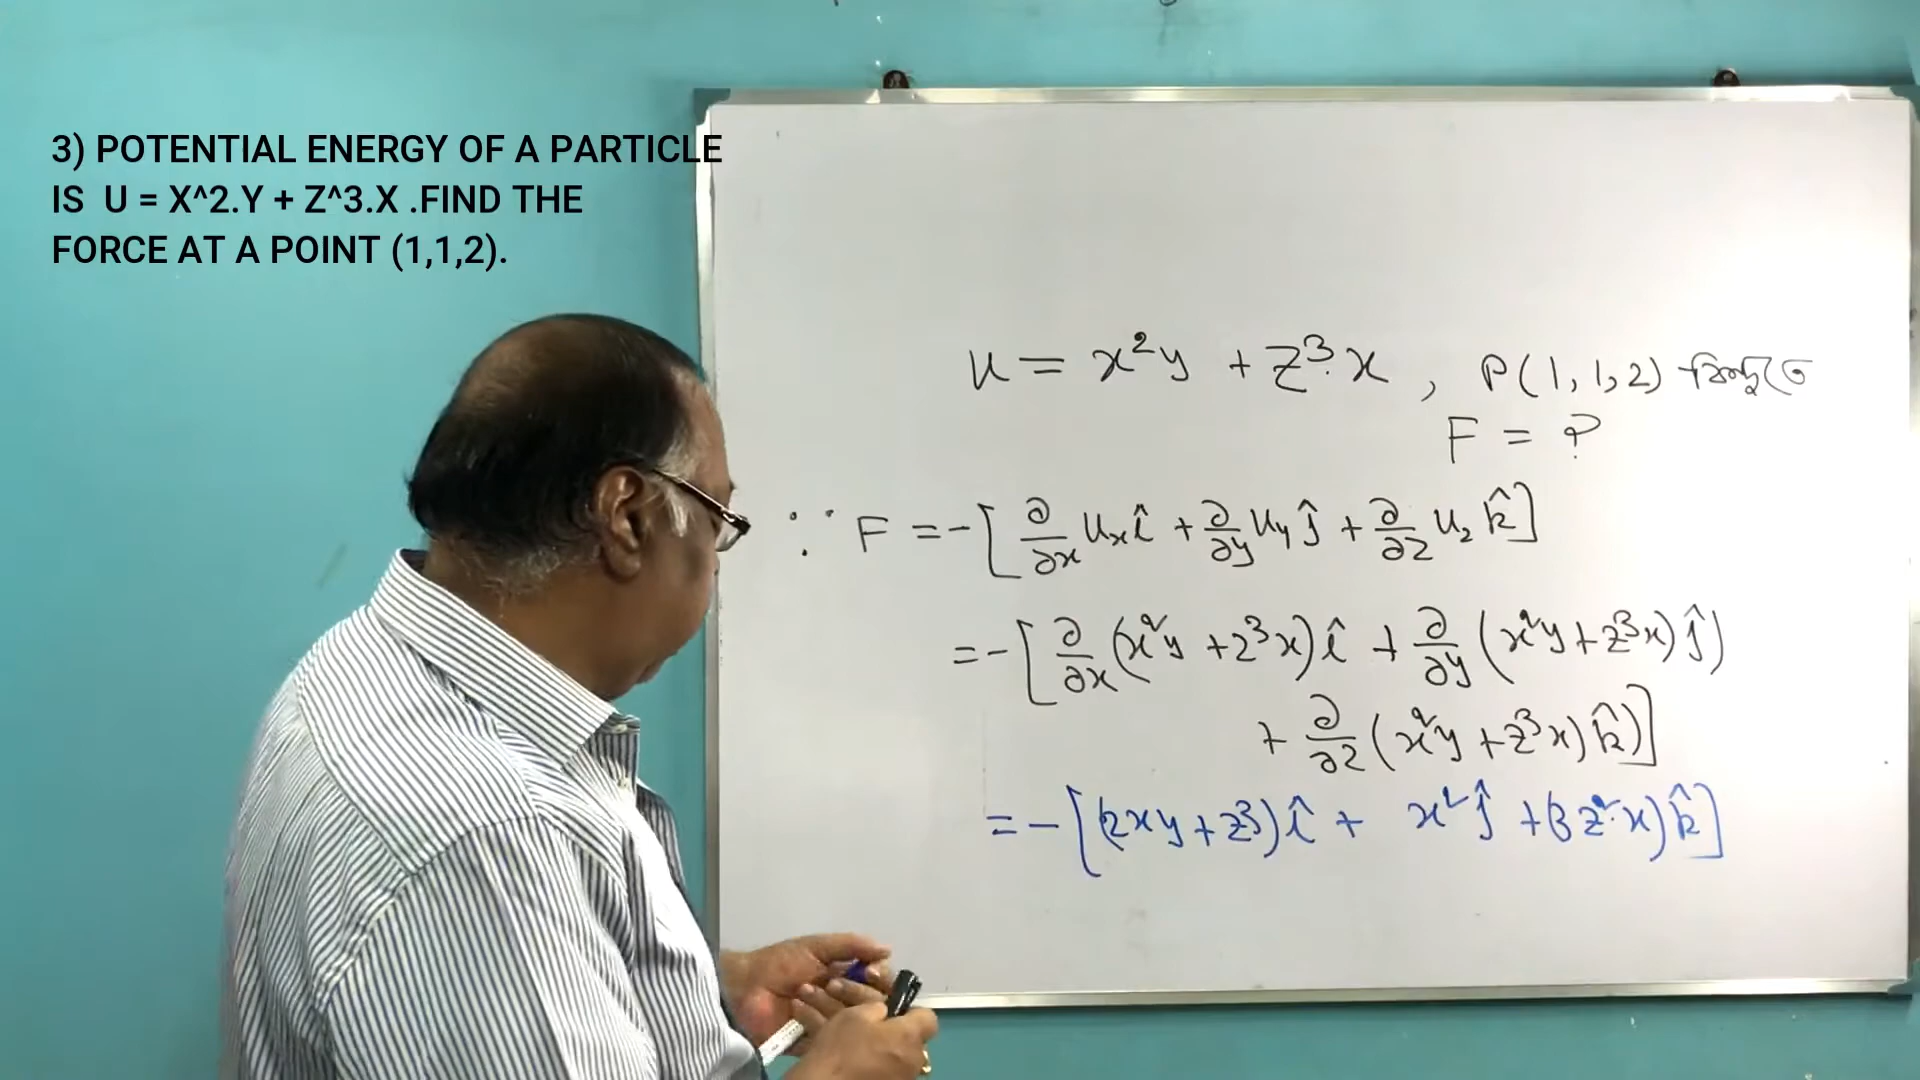 3) POTENTIAL ENERGY OF A PARTICLE
IS U = X^2.Y + Z^3.X .FIND THE
FORCE AT A POINT (1,1,2).
u = x²y + z³.x , P(1,1,2) বিন্দুতে
F = ?
∵ F = -[∂/∂x uₓ î + ∂/∂y u_y ĵ + ∂/∂z u_z k̂]
= -[∂/∂x (x²y + z³x) î + ∂/∂y (x²y + z³x) ĵ)
+ ∂/∂z (x²y + z³x) k̂)]
= -[(2xy + z³) î + x² ĵ + (3z².x) k̂]